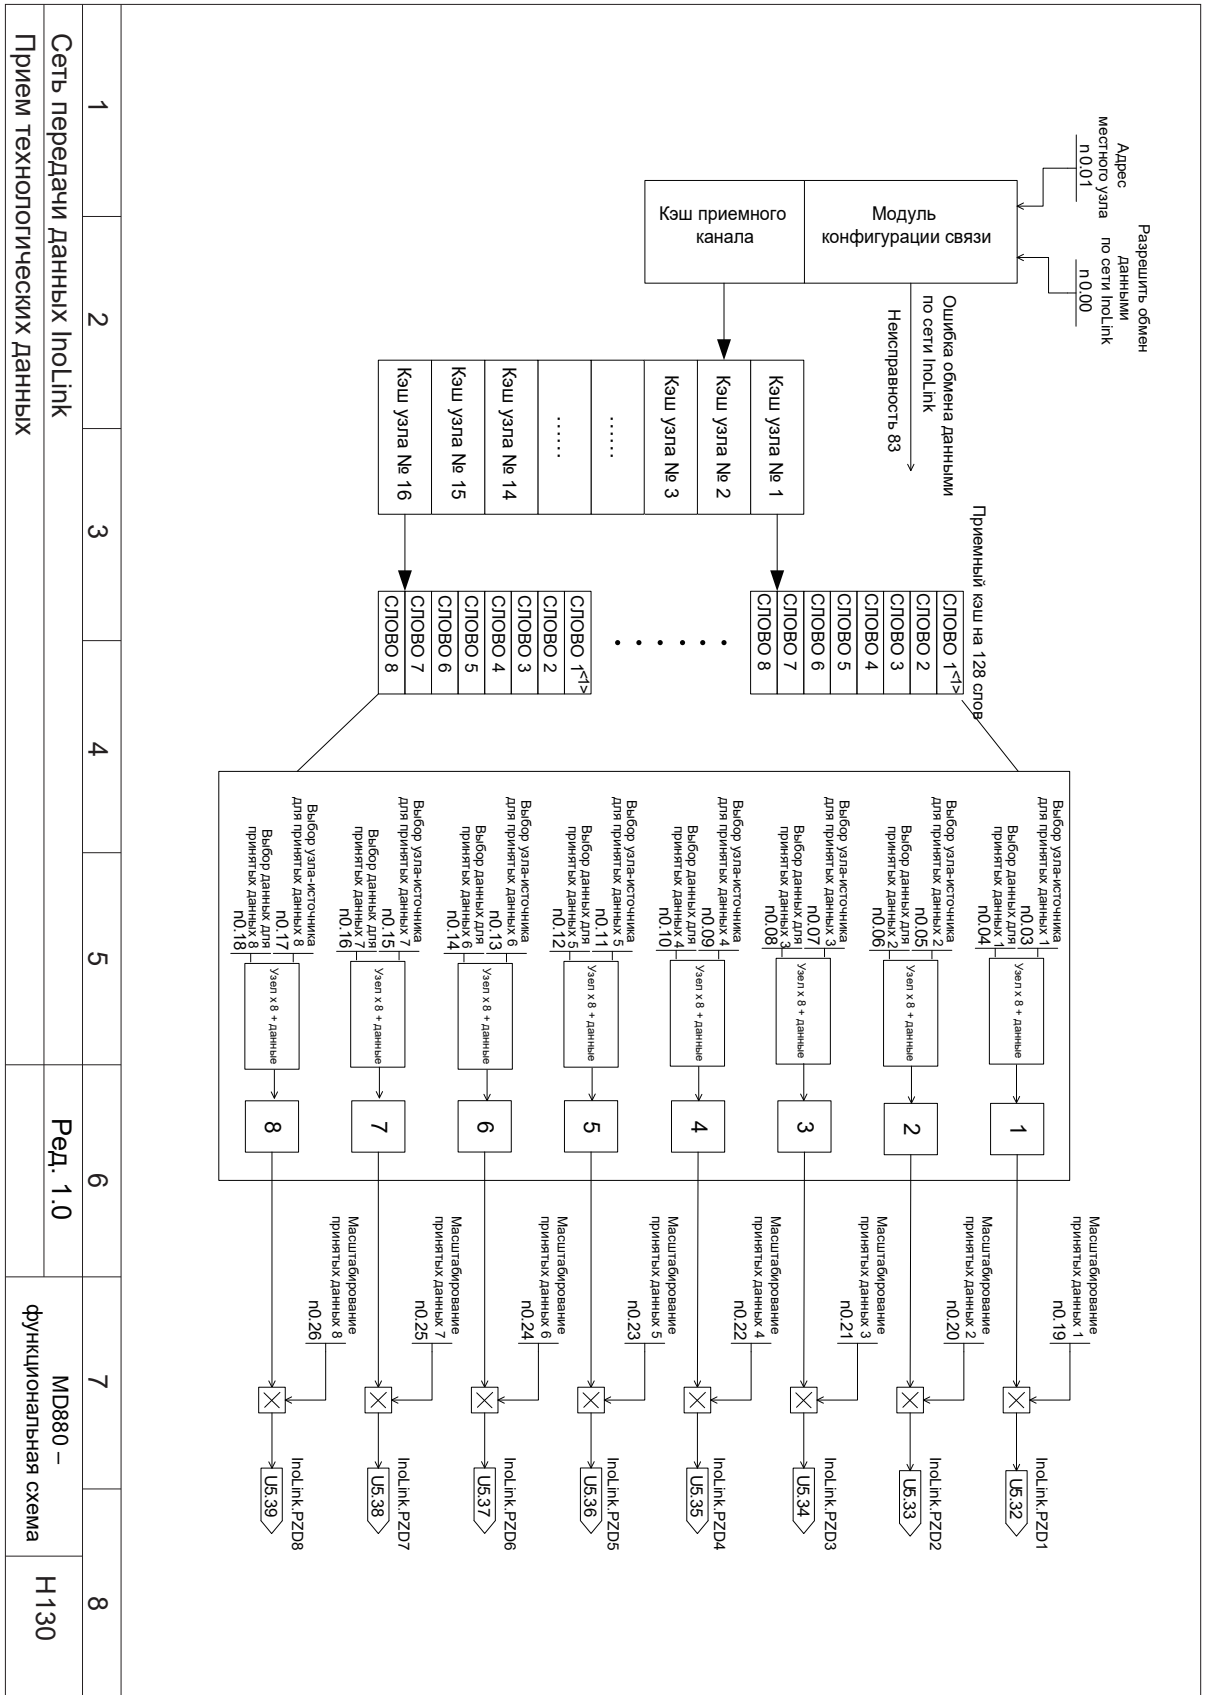 Адрес
местного узла
n0.01
Разрешить обмен
данными
по сети InoLink
n0.00
Модуль
конфигурации связи
Кэш приемного
канала
Ошибка обмена данными
по сети InoLink
Неисправность 83
Кэш узла № 1
Кэш узла № 2
Кэш узла № 3
......
......
Кэш узла № 14
Кэш узла № 15
Кэш узла № 16
Приемный кэш на 128 слов
СЛОВО 1<1>
СЛОВО 2
СЛОВО 3
СЛОВО 4
СЛОВО 5
СЛОВО 6
СЛОВО 7
СЛОВО 8
СЛОВО 1<1>
СЛОВО 2
СЛОВО 3
СЛОВО 4
СЛОВО 5
СЛОВО 6
СЛОВО 7
СЛОВО 8
Выбор узла-источника
для принятых данных 1
n0.03
Выбор данных для
принятых данных 1
n0.04
Узел x 8 + данные
1
Масштабирование
принятых данных 1
n0.19
InoLink.PZD1
U5.32
Выбор узла-источника
для принятых данных 2
n0.05
Выбор данных для
принятых данных 2
n0.06
Узел x 8 + данные
2
Масштабирование
принятых данных 2
n0.20
InoLink.PZD2
U5.33
Выбор узла-источника
для принятых данных 3
n0.07
Выбор данных для
принятых данных 3
n0.08
Узел x 8 + данные
3
Масштабирование
принятых данных 3
n0.21
InoLink.PZD3
U5.34
Выбор узла-источника
для принятых данных 4
n0.09
Выбор данных для
принятых данных 4
n0.10
Узел x 8 + данные
4
Масштабирование
принятых данных 4
n0.22
InoLink.PZD4
U5.35
Выбор узла-источника
для принятых данных 5
n0.11
Выбор данных для
принятых данных 5
n0.12
Узел x 8 + данные
5
Масштабирование
принятых данных 5
n0.23
InoLink.PZD5
U5.36
Выбор узла-источника
для принятых данных 6
n0.13
Выбор данных для
принятых данных 6
n0.14
Узел x 8 + данные
6
Масштабирование
принятых данных 6
n0.24
InoLink.PZD6
U5.37
Выбор узла-источника
для принятых данных 7
n0.15
Выбор данных для
принятых данных 7
n0.16
Узел x 8 + данные
7
Масштабирование
принятых данных 7
n0.25
InoLink.PZD7
U5.38
Выбор узла-источника
для принятых данных 8
n0.17
Выбор данных для
принятых данных 8
n0.18
Узел x 8 + данные
8
Масштабирование
принятых данных 8
n0.26
InoLink.PZD8
U5.39
1 2 3 4 5 6 7 8
Сеть передачи данных InoLink
Прием технологических данных
Ред. 1.0
MD880 –
функциональная схема
H130